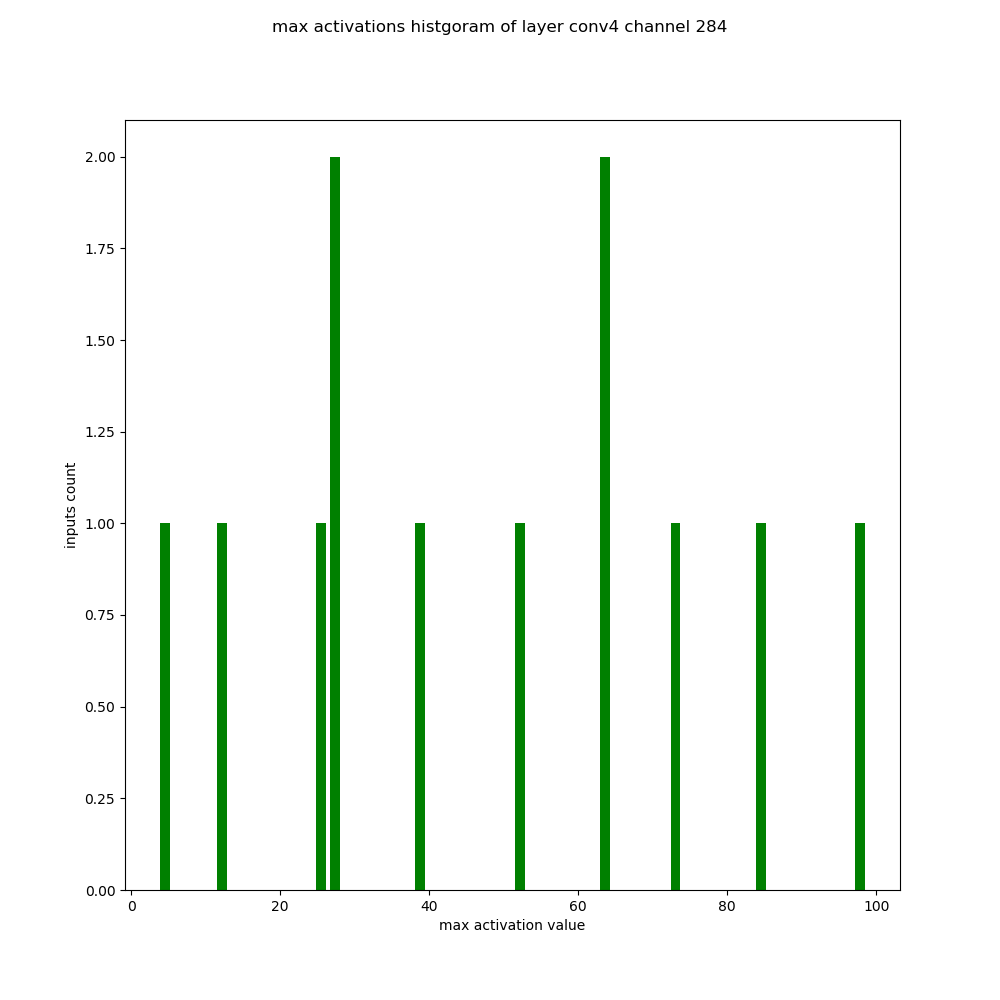 max activations histgoram of layer conv4 channel 284
2.00
1.75
1.50
1.25
1.00
0.75
0.50
0.25
0.00
inputs count
0 20 40 60 80 100
max activation value